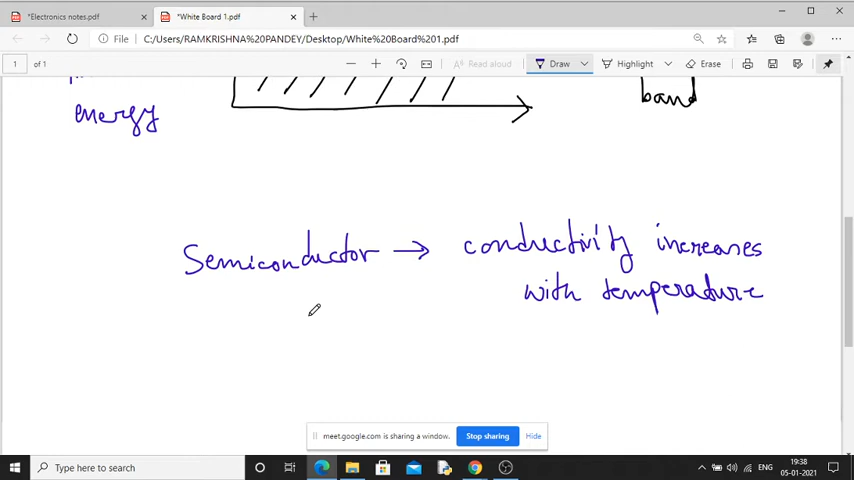 *Electronics notes.pdf
*White Board 1.pdf
File C:/Users/RAMKRISHNA%20PANDEY/Desktop/White%20Board%201.pdf
1 of 1 Read aloud Draw Highlight Erase
band
energy
Semiconductor → conductivity increases
with temperature
meet.google.com is sharing a window. Stop sharing Hide
Type here to search
ENG
19:38
05-01-2021